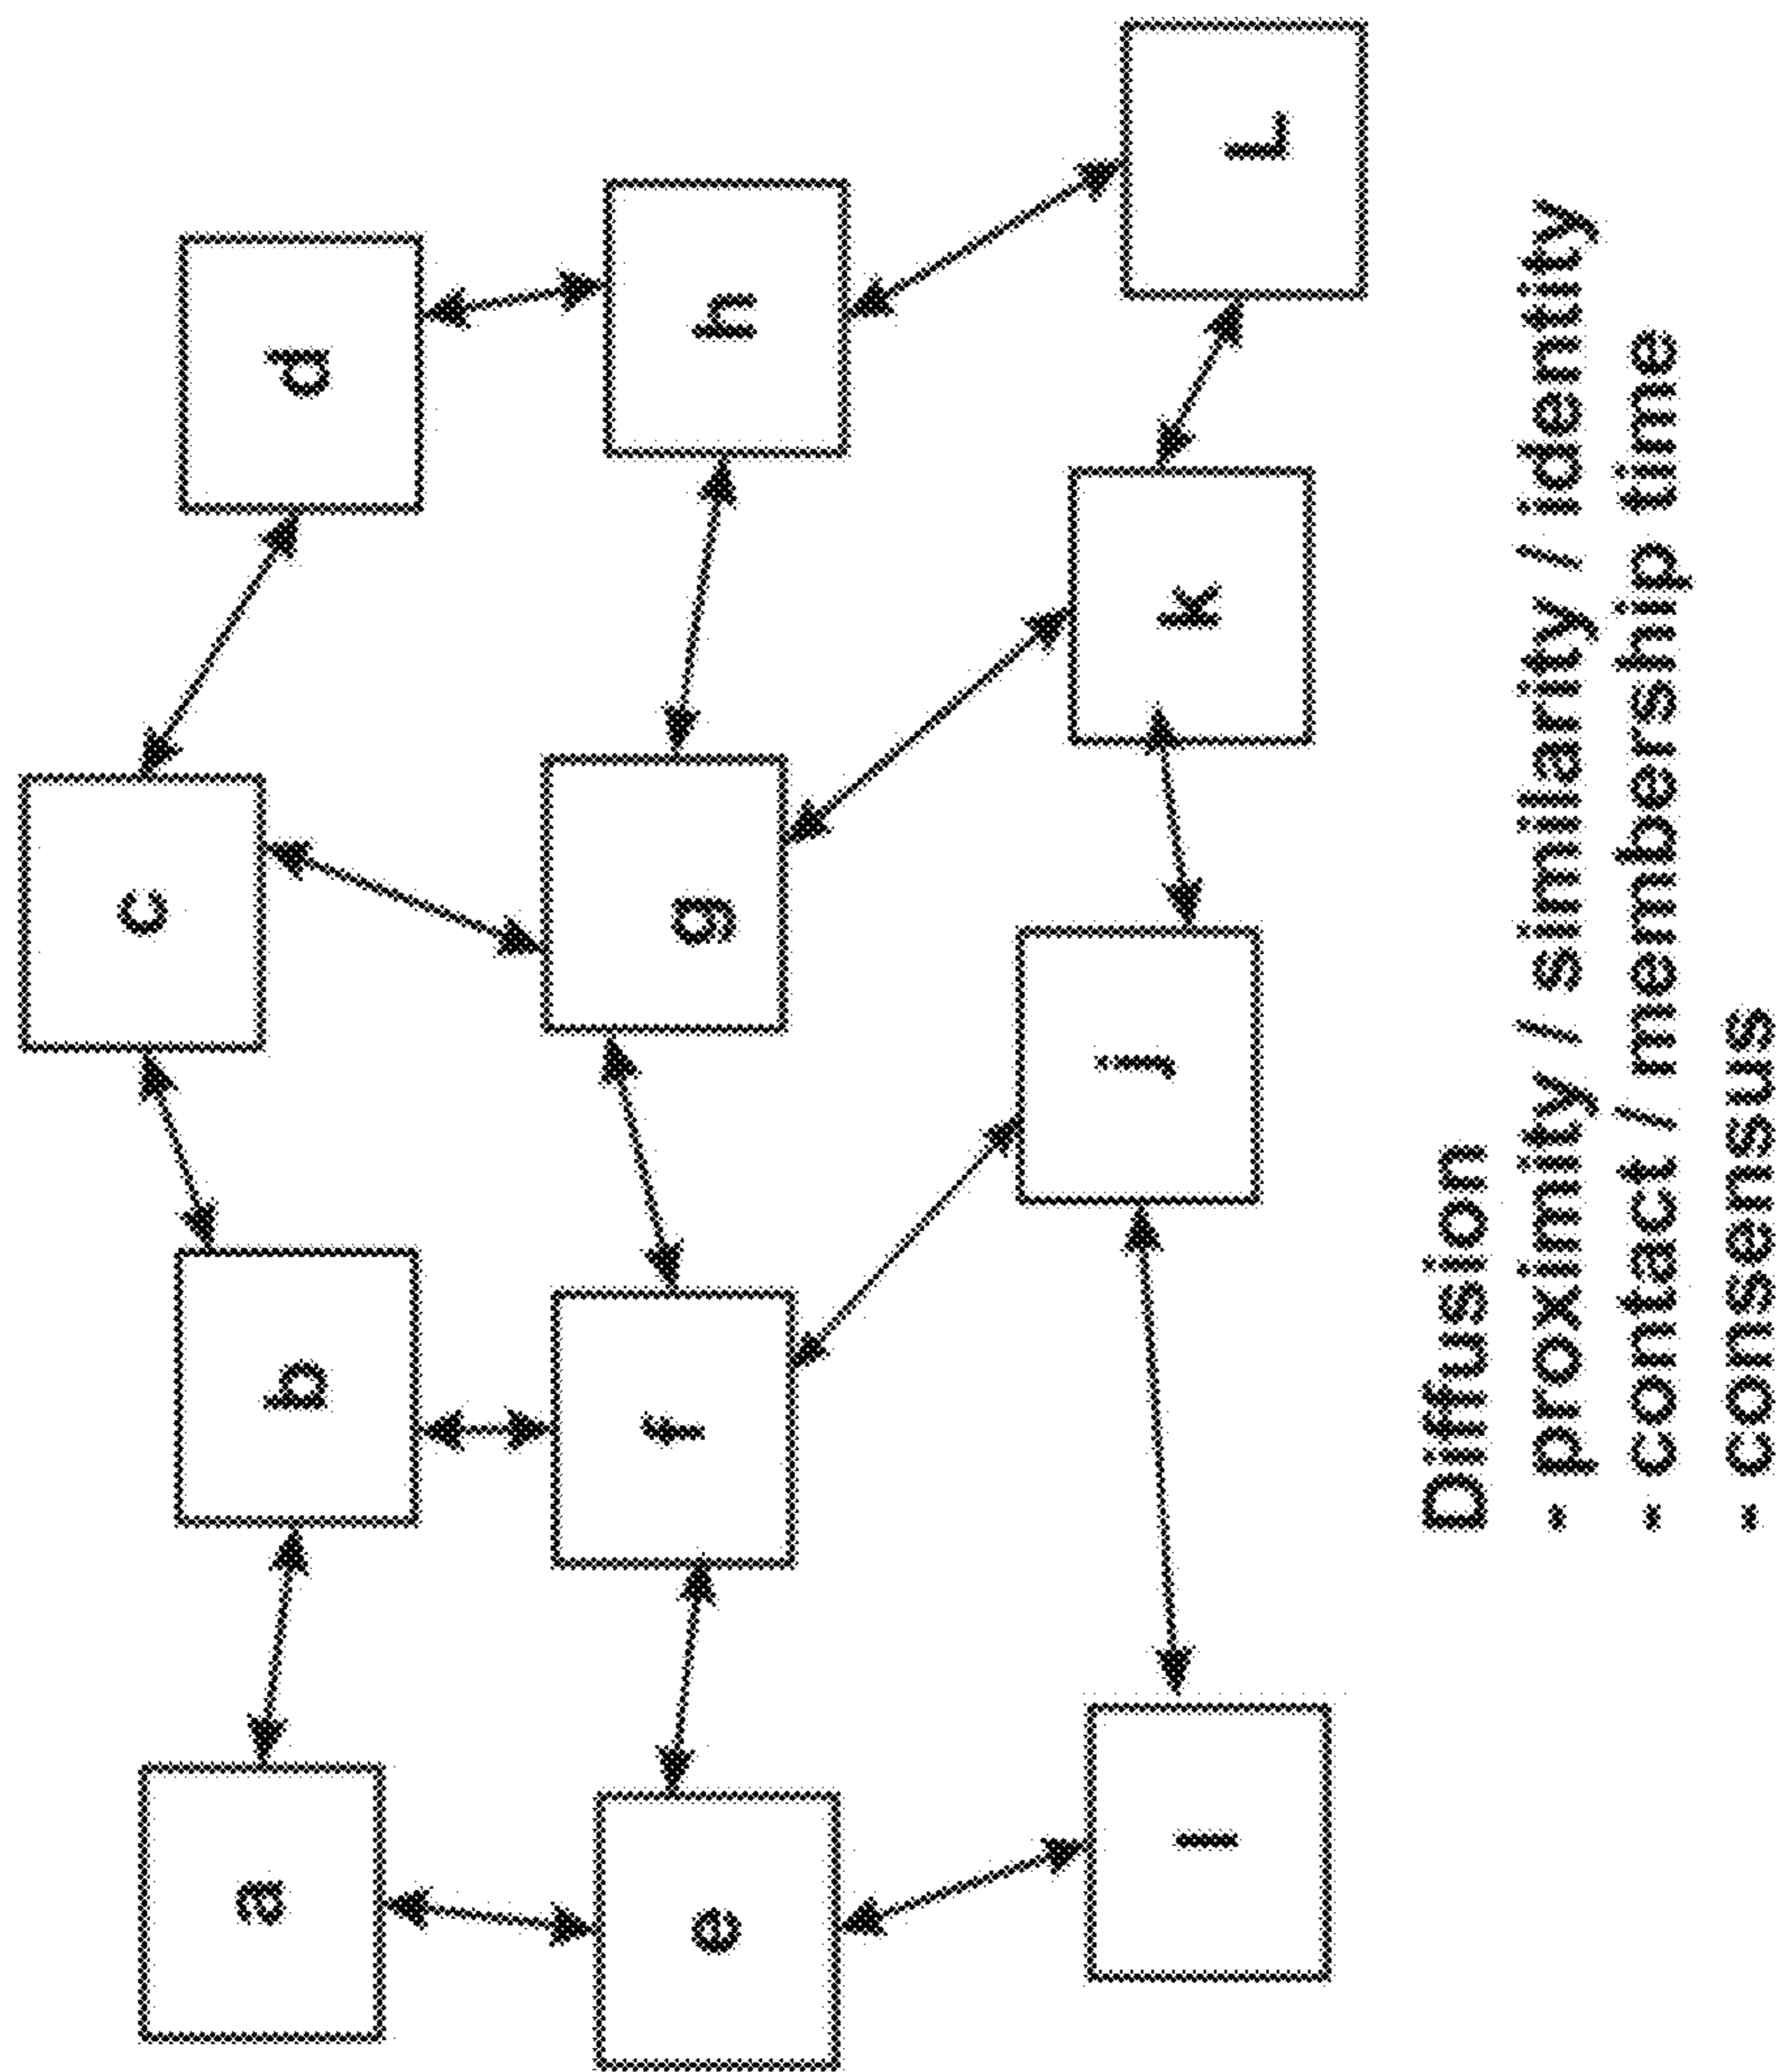 a
b
c
d
e
f
g
h
I
j
k
L
Diffusion
- proximity // similarity / identity
- contact / membership time
- consensus